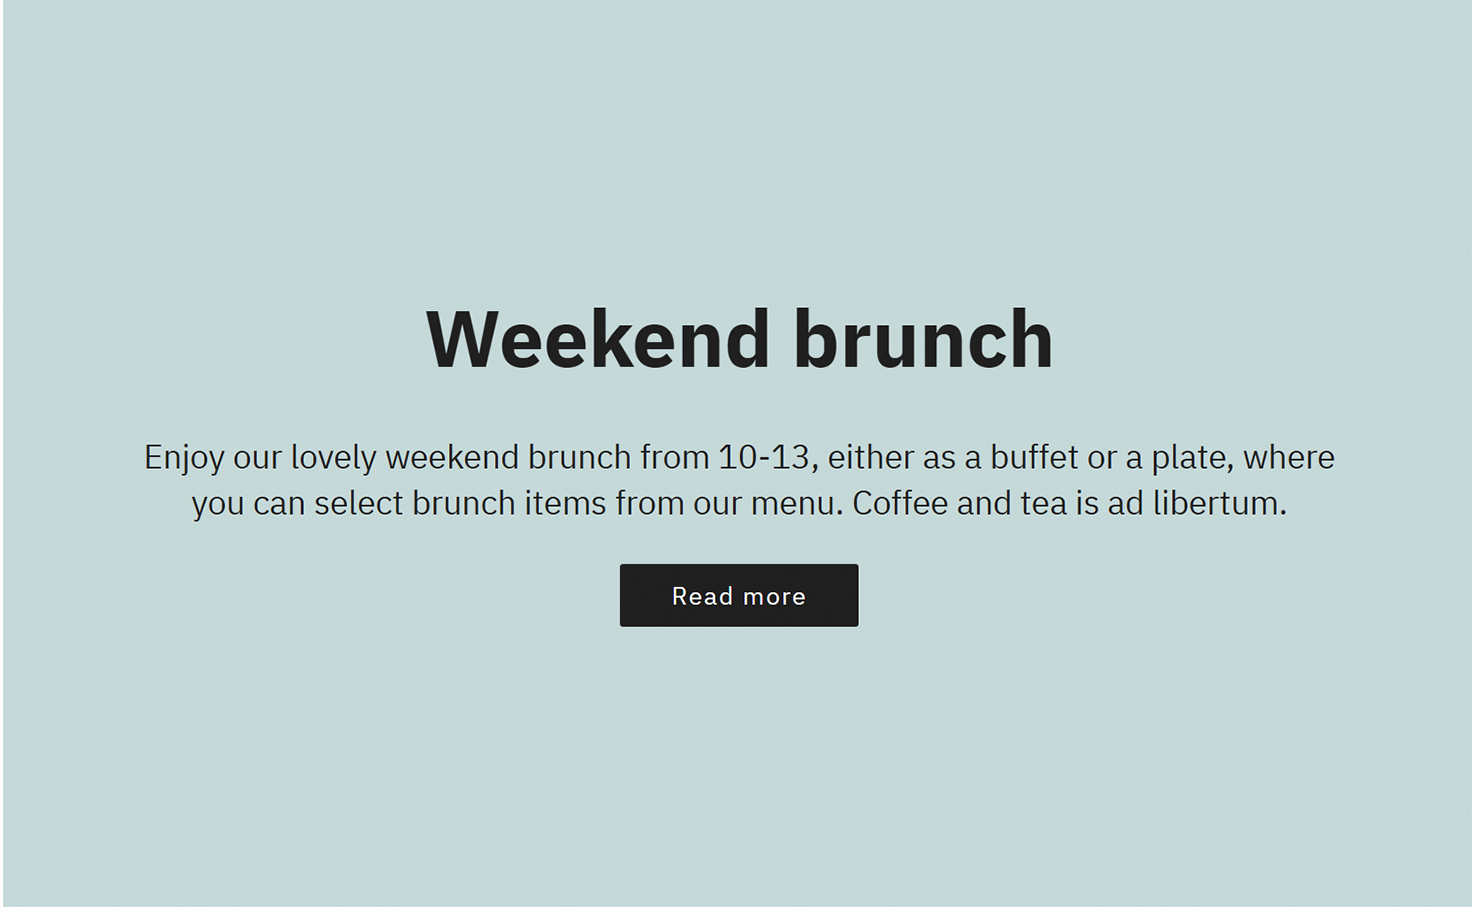 Weekend brunch
Enjoy our lovely weekend brunch from 10-13, either as a buffet or a plate, where
you can select brunch items from our menu. Coffee and tea is ad libertum.
Read more